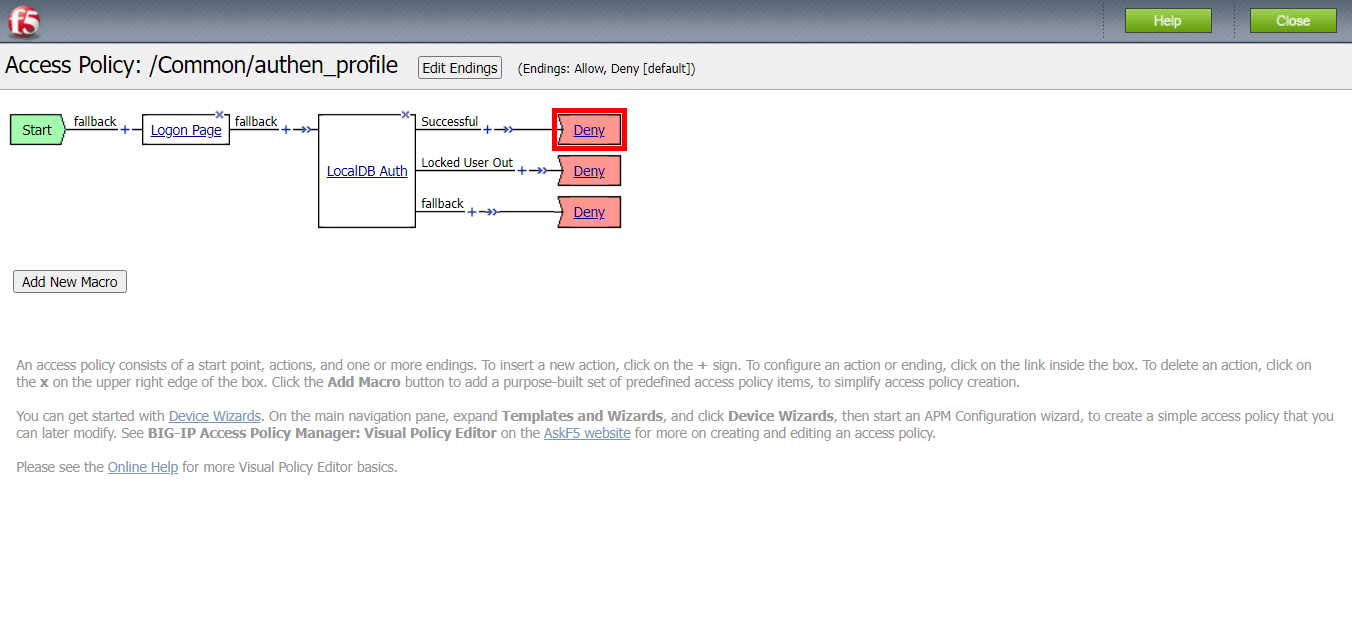 f5
Help
Close
Access Policy: /Common/authen_profile
Edit Endings
(Endings: Allow, Deny [default])
Start
fallback
+
Logon Page
x
fallback
+
LocalDB Auth
x
Successful
+
Deny
Locked User Out
+
Deny
fallback
+
Deny
Add New Macro
An access policy consists of a start point, actions, and one or more endings. To insert a new action, click on the + sign. To configure an action or ending, click on the link inside the box. To delete an action, click on
the x on the upper right edge of the box. Click the Add Macro button to add a purpose-built set of predefined access policy items, to simplify access policy creation.
You can get started with Device Wizards. On the main navigation pane, expand Templates and Wizards, and click Device Wizards, then start an APM Configuration wizard, to create a simple access policy that you
can later modify. See BIG-IP Access Policy Manager: Visual Policy Editor on the AskF5 website for more on creating and editing an access policy.
Please see the Online Help for more Visual Policy Editor basics.